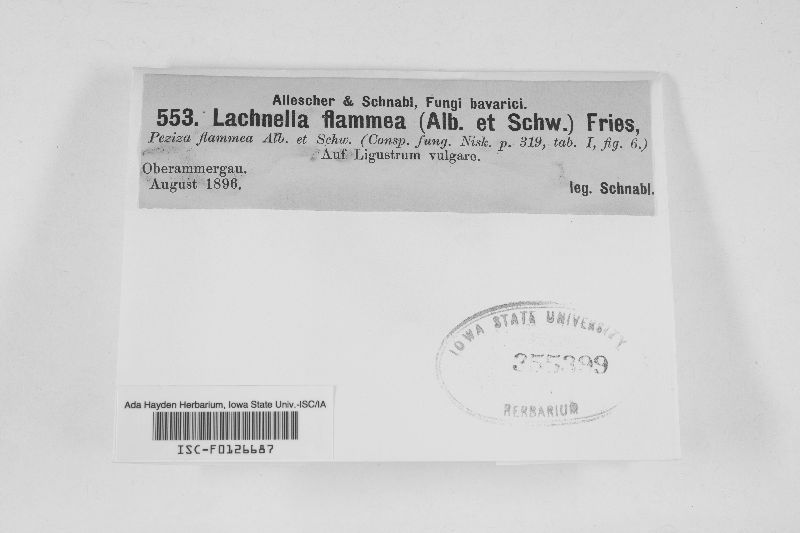 Allescher & Schnabl, Fungi bavarici.
553. Lachnella flammea (Alb. et Schw.) Fries,
Peziza flammea Alb. et Schw. (Consp. fung. Nisk. p. 319, tab. I, fig. 6.)
Auf Ligustrum vulgare.
Oberammergau.
August 1896.
leg. Schnabl.
IOWA STATE UNIVERSITY
355399
HERBARIUM
Ada Hayden Herbarium, Iowa State Univ.-ISC/IA
ISC-F0126687